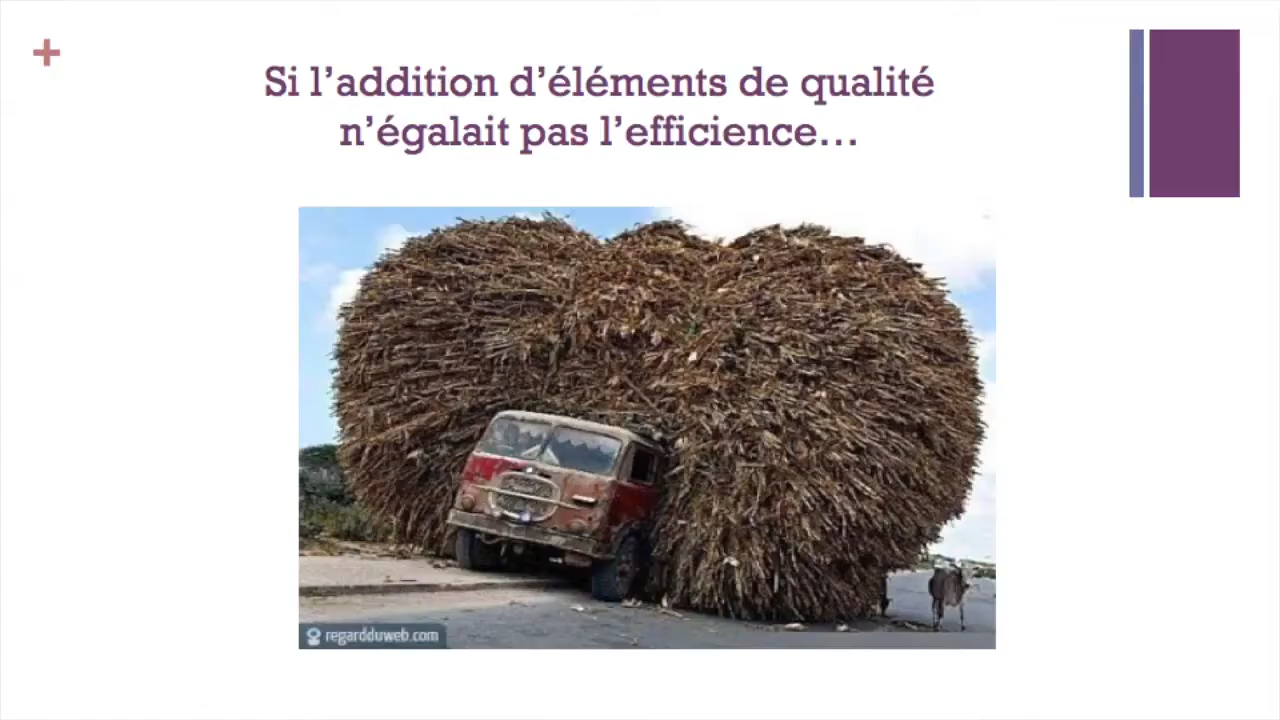 +
Si l’addition d’éléments de qualité
n’égalait pas l’efficience…
regardduweb.com